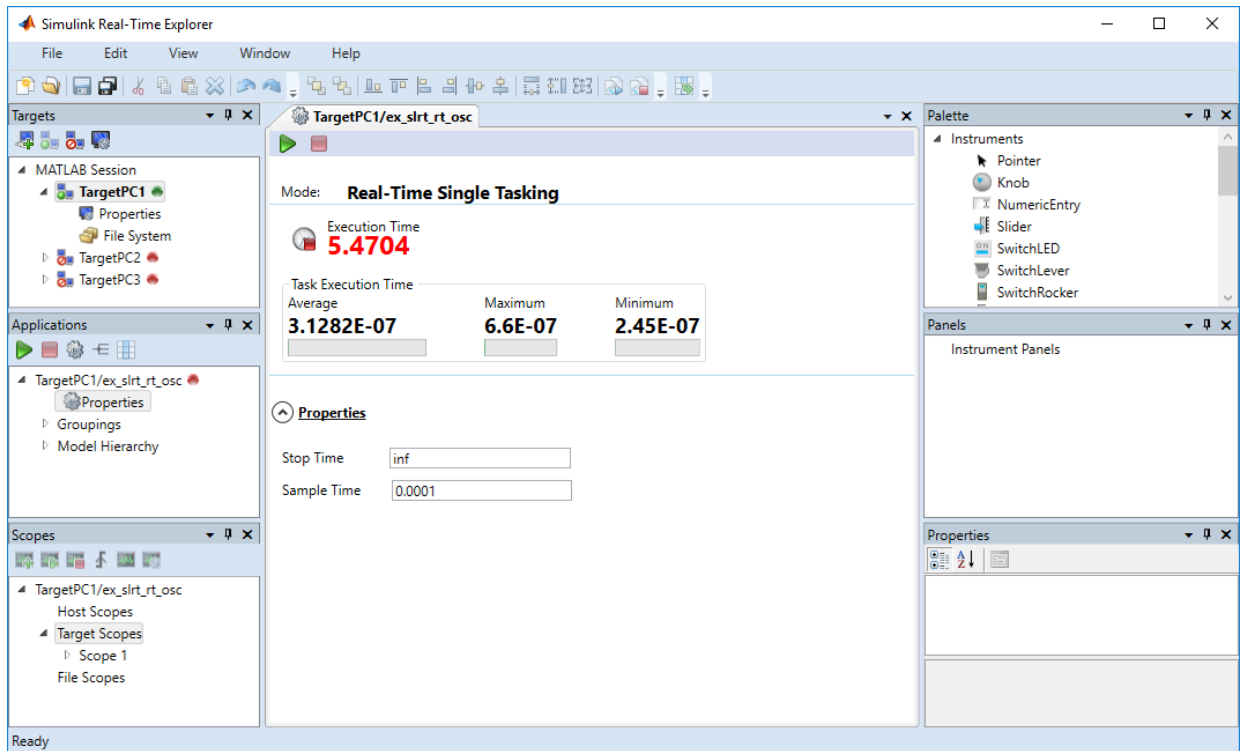 Simulink Real-Time Explorer
File Edit View Window Help
Targets
MATLAB Session
TargetPC1
Properties
File System
TargetPC2
TargetPC3
Applications
TargetPC1/ex_slrt_rt_osc
Properties
Groupings
Model Hierarchy
Scopes
TargetPC1/ex_slrt_rt_osc
Host Scopes
Target Scopes
Scope 1
File Scopes
TargetPC1/ex_slrt_rt_osc
Mode: Real-Time Single Tasking
Execution Time
5.4704
Task Execution Time
Average Maximum Minimum
3.1282E-07 6.6E-07 2.45E-07
Properties
Stop Time inf
Sample Time 0.0001
Palette
Instruments
Pointer
Knob
NumericEntry
Slider
SwitchLED
SwitchLever
SwitchRocker
Panels
Instrument Panels
Properties
Ready